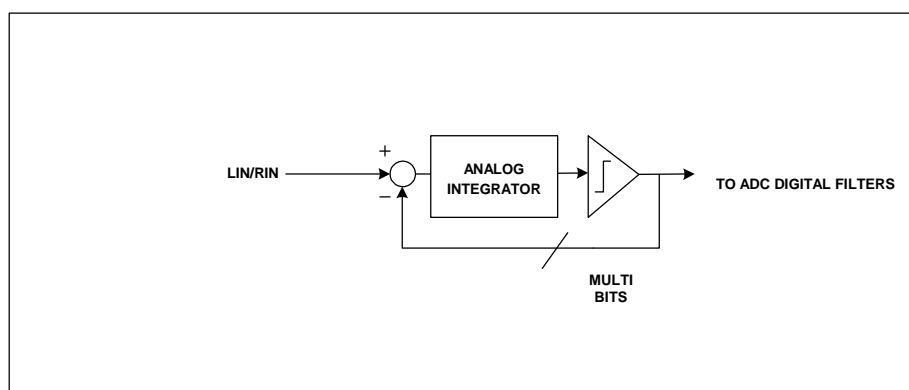 +
LIN/RIN
−
ANALOG
INTEGRATOR
TO ADC DIGITAL FILTERS
MULTI
BITS